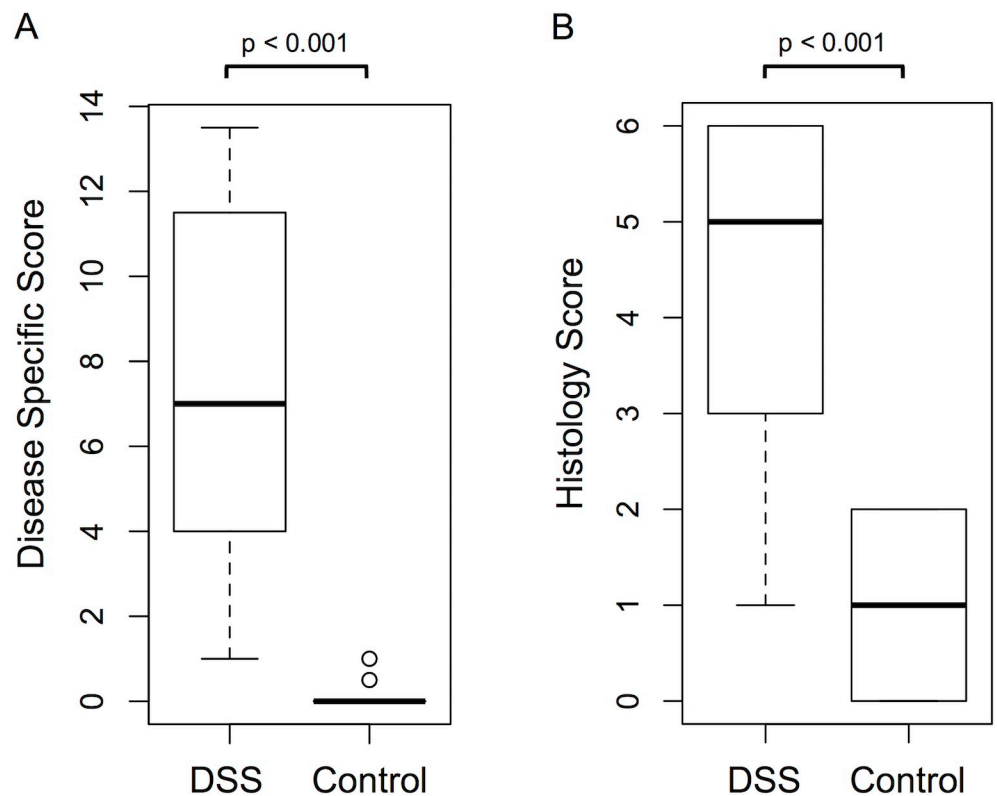 A
p < 0.001
Disease Specific Score
14
12
10
8
6
4
2
0
DSS Control
B
p < 0.001
Histology Score
6
5
4
3
2
1
0
DSS Control